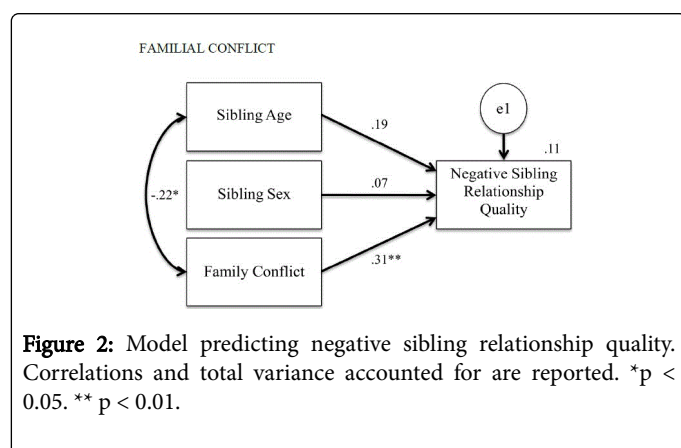 FAMILIAL CONFLICT
Sibling Age
e1
.19
.11
Negative Sibling
Relationship
Quality
-.22*
Sibling Sex
.07
Family Conflict
.31**
Figure 2: Model predicting negative sibling relationship quality.
Correlations and total variance accounted for are reported. *p <
0.05. ** p < 0.01.